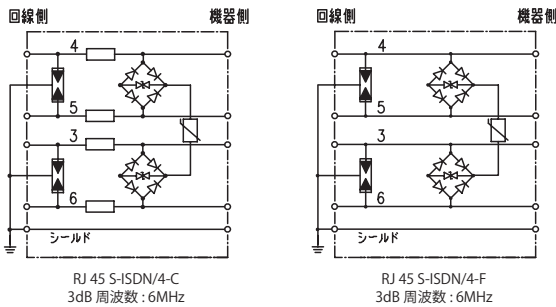 回線側 機器側
4
5
3
6
シールド
RJ 45 S-ISDN/4-C
3dB 周波数 : 6MHz
回線側 機器側
4
5
3
6
シールド
RJ 45 S-ISDN/4-F
3dB 周波数 : 6MHz